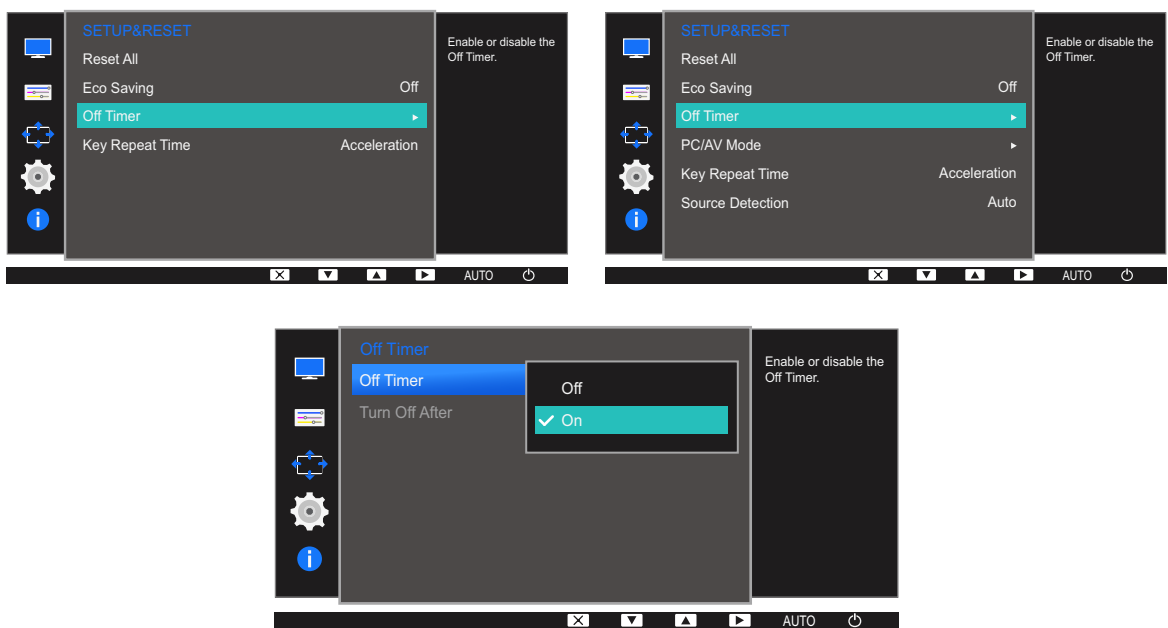 SETUP&RESET
Reset All
Eco Saving Off
Off Timer
Key Repeat Time Acceleration
Enable or disable the
Off Timer.
AUTO
SETUP&RESET
Reset All
Eco Saving Off
Off Timer
PC/AV Mode
Key Repeat Time Acceleration
Source Detection Auto
Enable or disable the
Off Timer.
AUTO
Off Timer
Off Timer
Turn Off After
Off
On
Enable or disable the
Off Timer.
AUTO